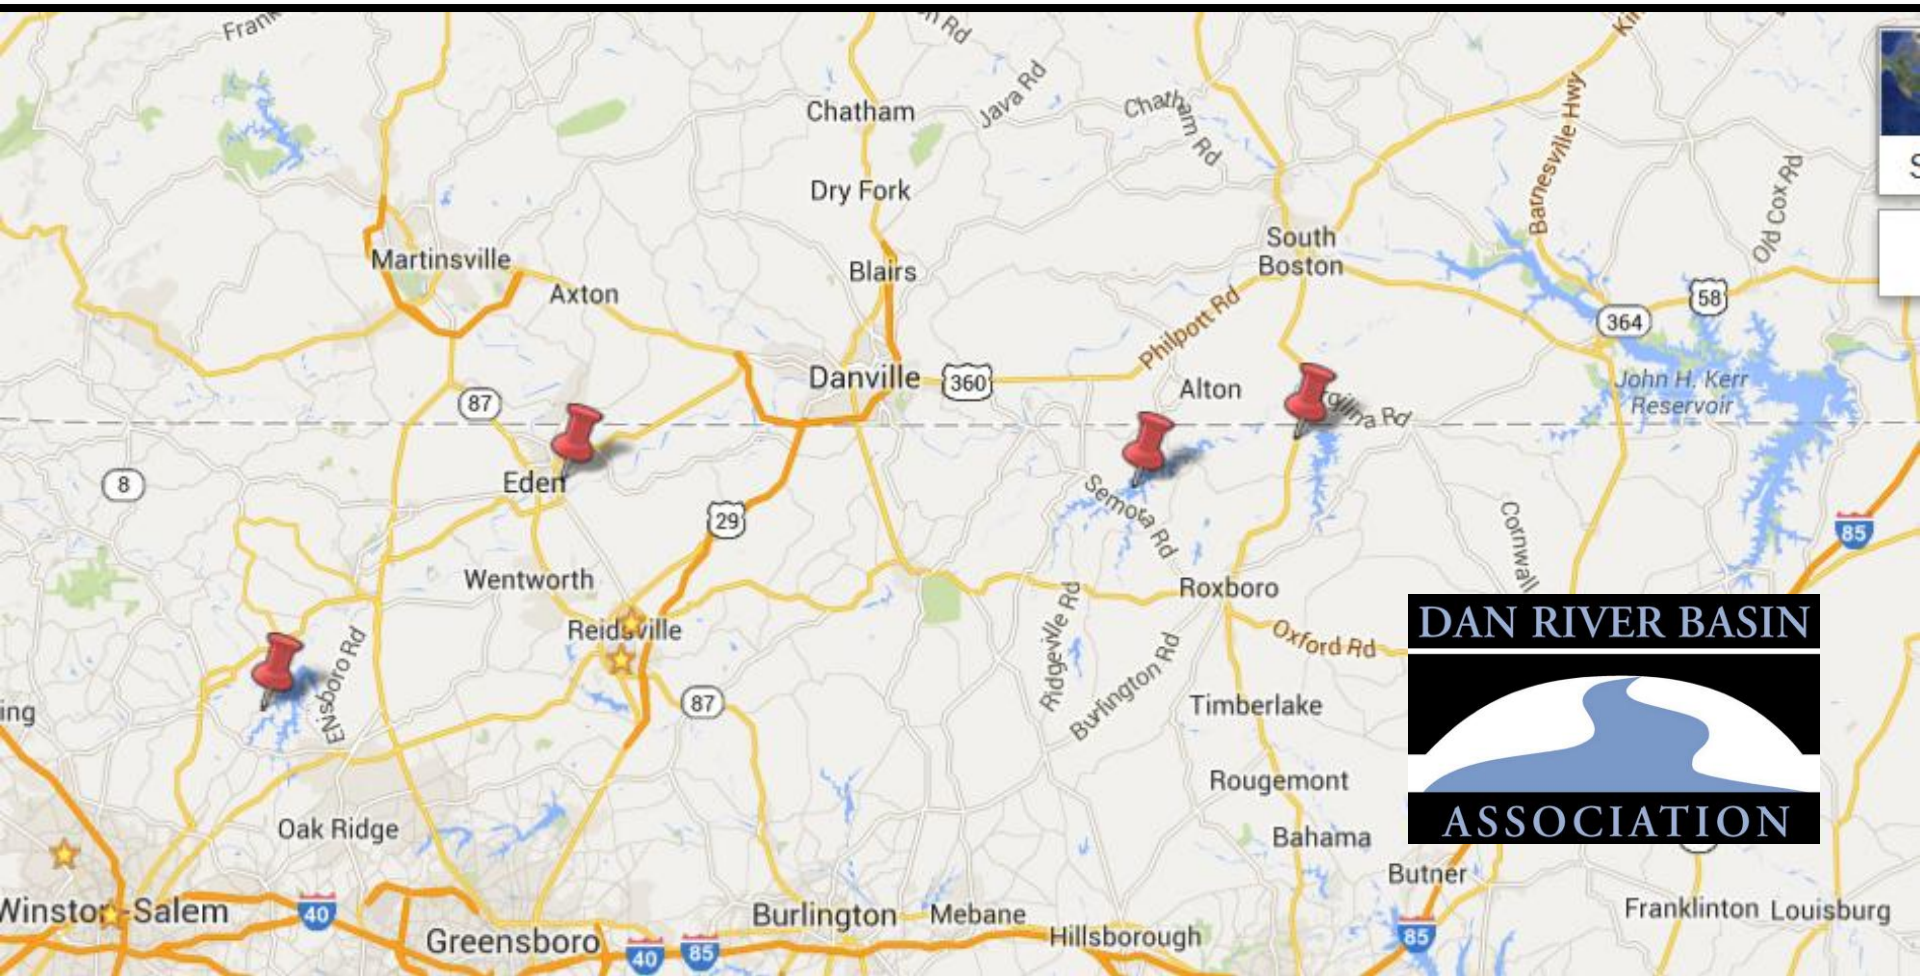 Chatham
Java Rd
Chatham Rd
Dry Fork
Barnesville Hwy
Old Cox Rd
South
Boston
Martinsville
Blairs
Axton
58
364
Philpott Rd
Danville
360
Alton
John H. Kerr
Reservoir
87
8
Eden
Semora Rd
29
Cornwall
85
Wentworth
Roxboro
Reidsville
Ridgeville Rd
Burlington Rd
Oxford Rd
DAN RIVER BASIN
ASSOCIATION
87
Timberlake
Rougemont
Oak Ridge
Bahama
Butner
Winston-Salem
40
Burlington
Mebane
Franklinton
Louisburg
Greensboro
40
85
Hillsborough
85